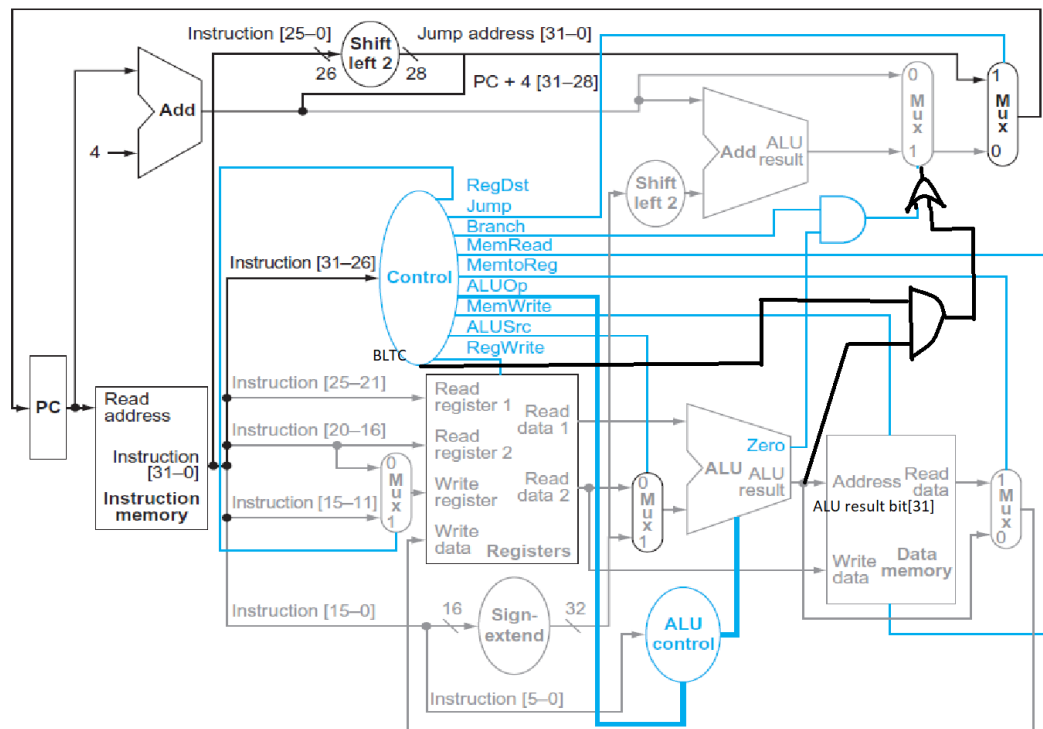 Instruction [25–0]
Shift
left 2
Jump address [31–0]
26
28
PC + 4 [31–28]
Add
4
0
M
u
x
1
1
M
u
x
0
Add
ALU
result
Shift
left 2
RegDst
Jump
Branch
MemRead
MemtoReg
ALUOp
MemWrite
ALUSrc
RegWrite
Instruction [31–26]
Control
BLTC
PC
Read
address
Instruction
[31–0]
Instruction
memory
Instruction [25–21]
Instruction [20–16]
Instruction [15–11]
0
M
u
x
1
Read
register 1
Read
register 2
Write
register
Write
data
Read
data 1
Read
data 2
Registers
0
M
u
x
1
Zero
ALU
ALU
result
ALU result bit[31]
Address
Read
data
Write
data
Data
memory
1
M
u
x
0
Instruction [15–0]
16
Sign-
extend
32
ALU
control
Instruction [5–0]